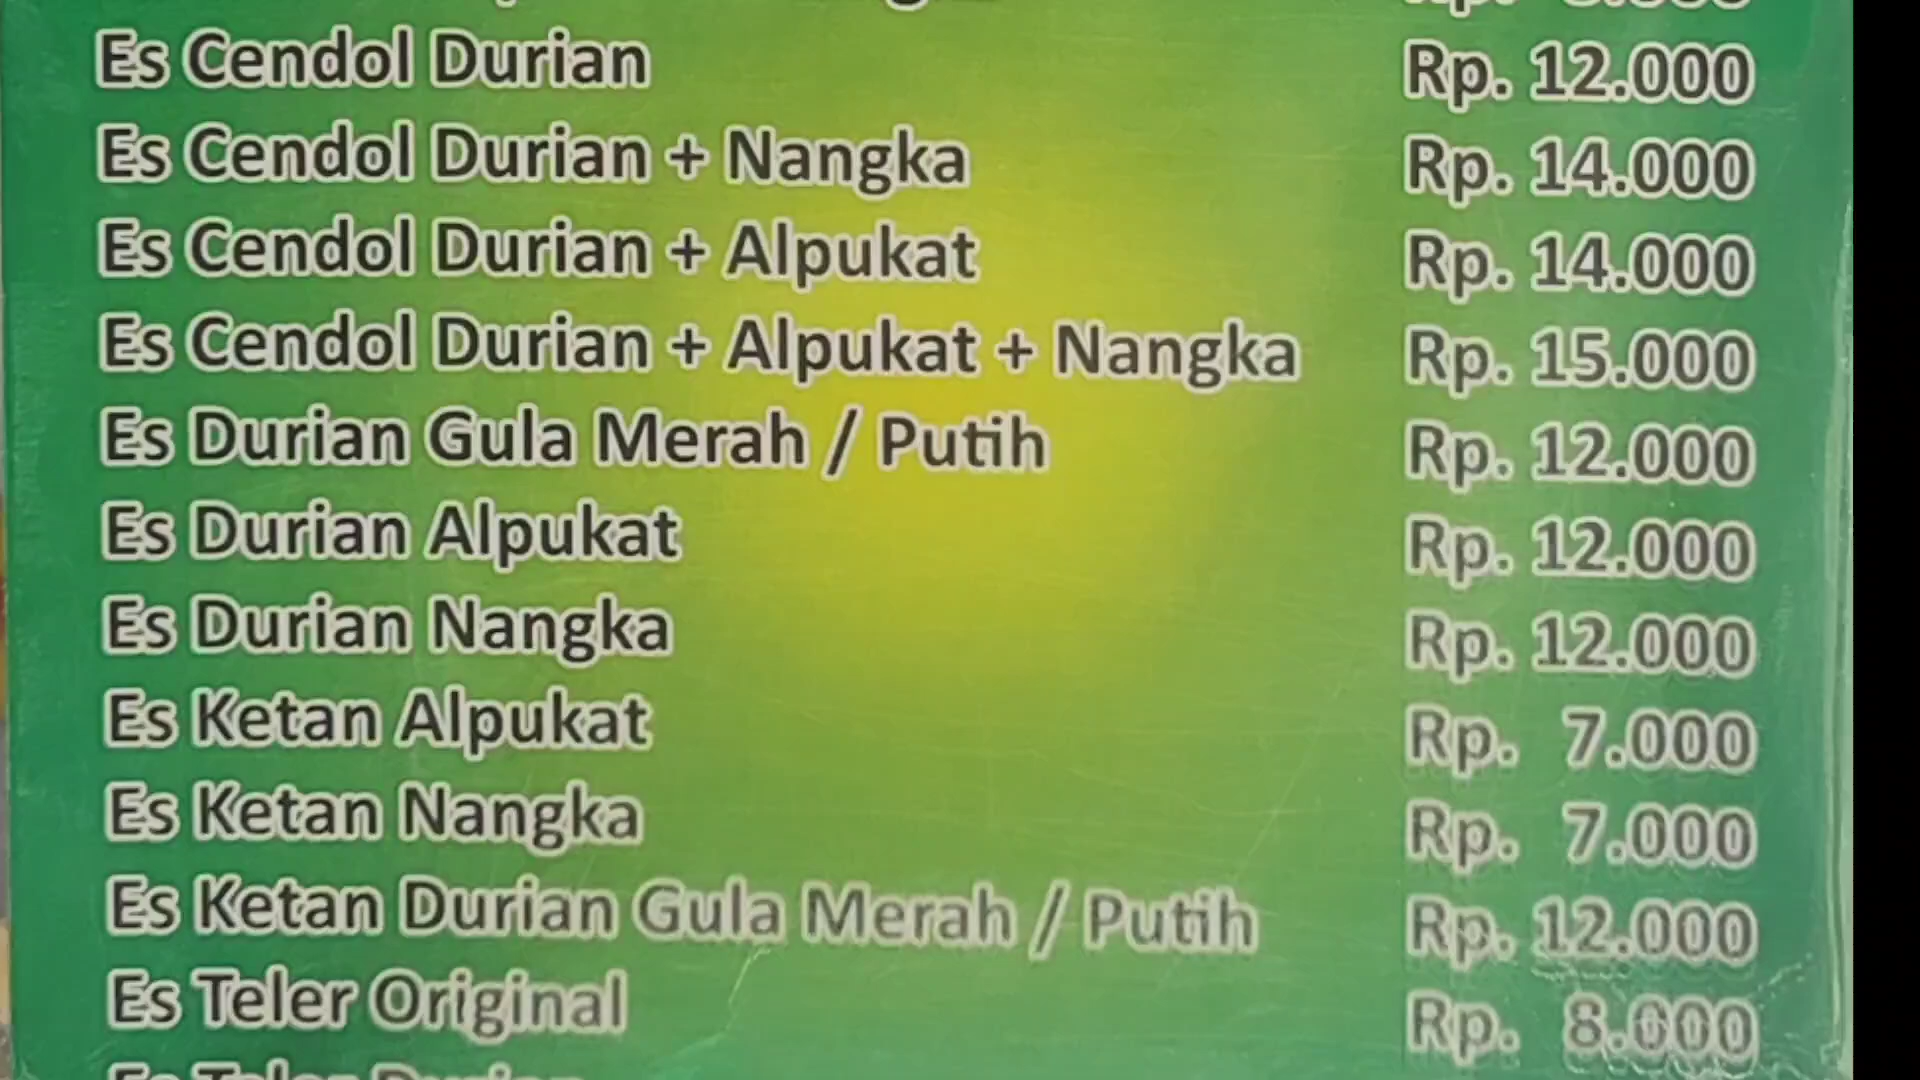 Es Cendol Durian Rp. 12.000
Es Cendol Durian + Nangka Rp. 14.000
Es Cendol Durian + Alpukat Rp. 14.000
Es Cendol Durian + Alpukat + Nangka Rp. 15.000
Es Durian Gula Merah / Putih Rp. 12.000
Es Durian Alpukat Rp. 12.000
Es Durian Nangka Rp. 12.000
Es Ketan Alpukat Rp. 7.000
Es Ketan Nangka Rp. 7.000
Es Ketan Durian Gula Merah / Putih Rp. 12.000
Es Teler Original Rp. 8.000
Es Teler Durian